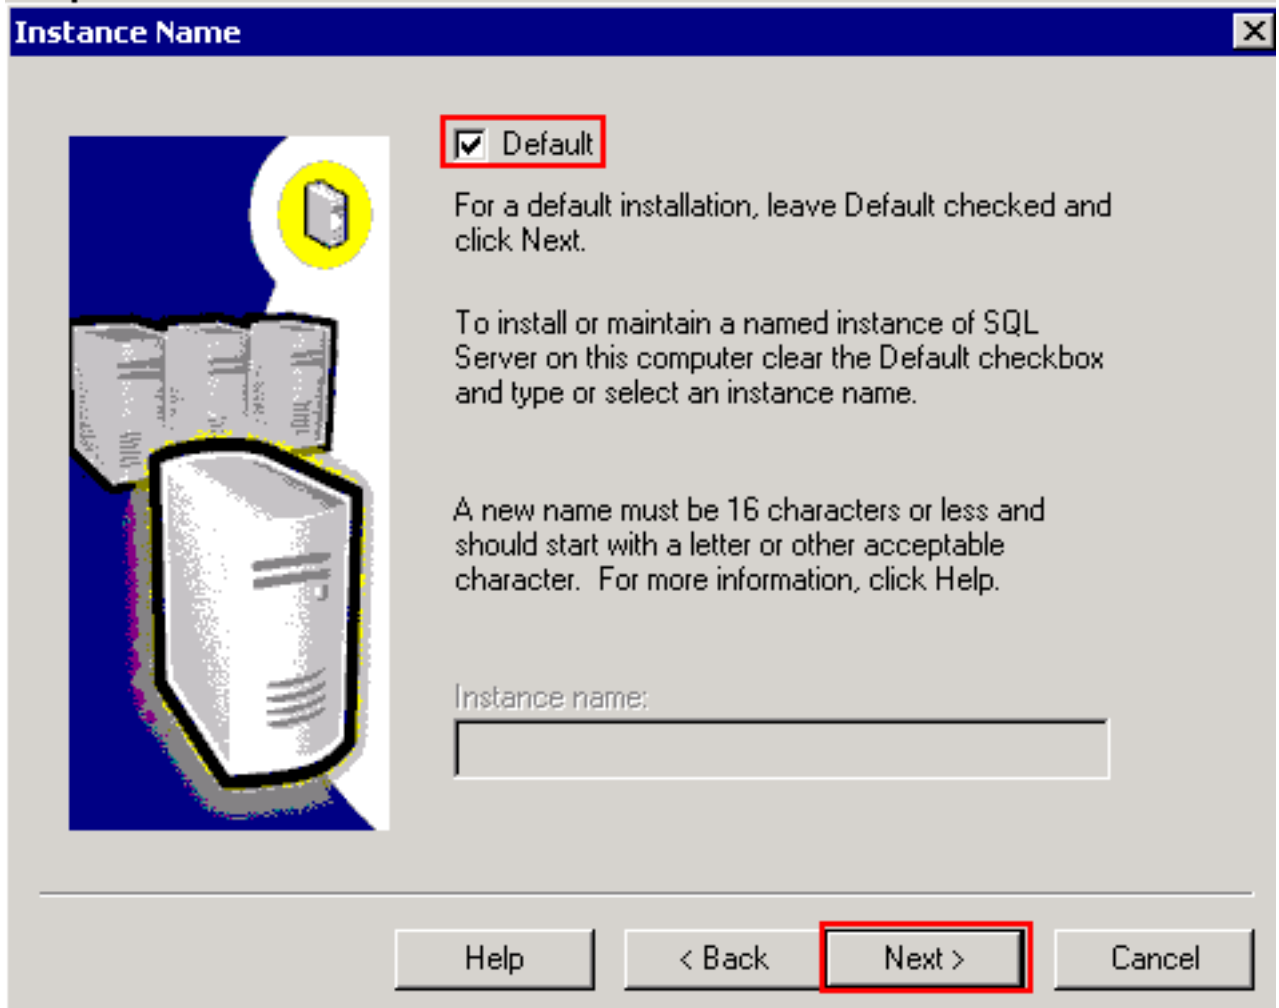 Instance Name
Default
For a default installation, leave Default checked and
click Next.
To install or maintain a named instance of SQL
Server on this computer clear the Default checkbox
and type or select an instance name.
A new name must be 16 characters or less and
should start with a letter or other acceptable
character.  For more information, click Help.
Instance name:
Help
< Back
Next >
Cancel